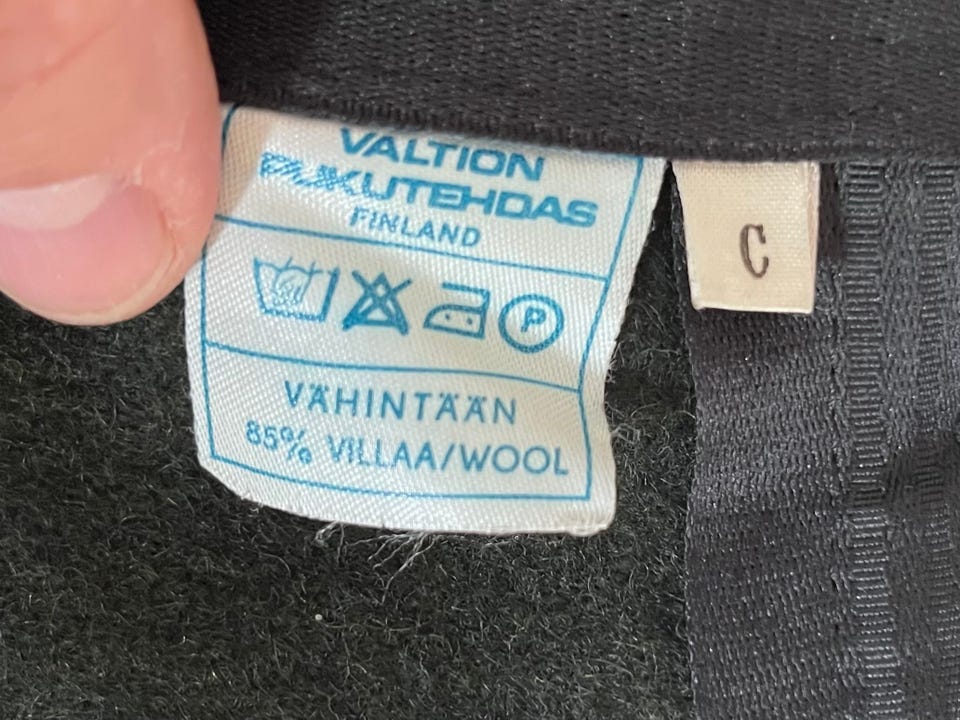 VALTION
PUKUTEHDAS
FINLAND
P
VÄHINTÄÄN
85% VILLAA/WOOL
C